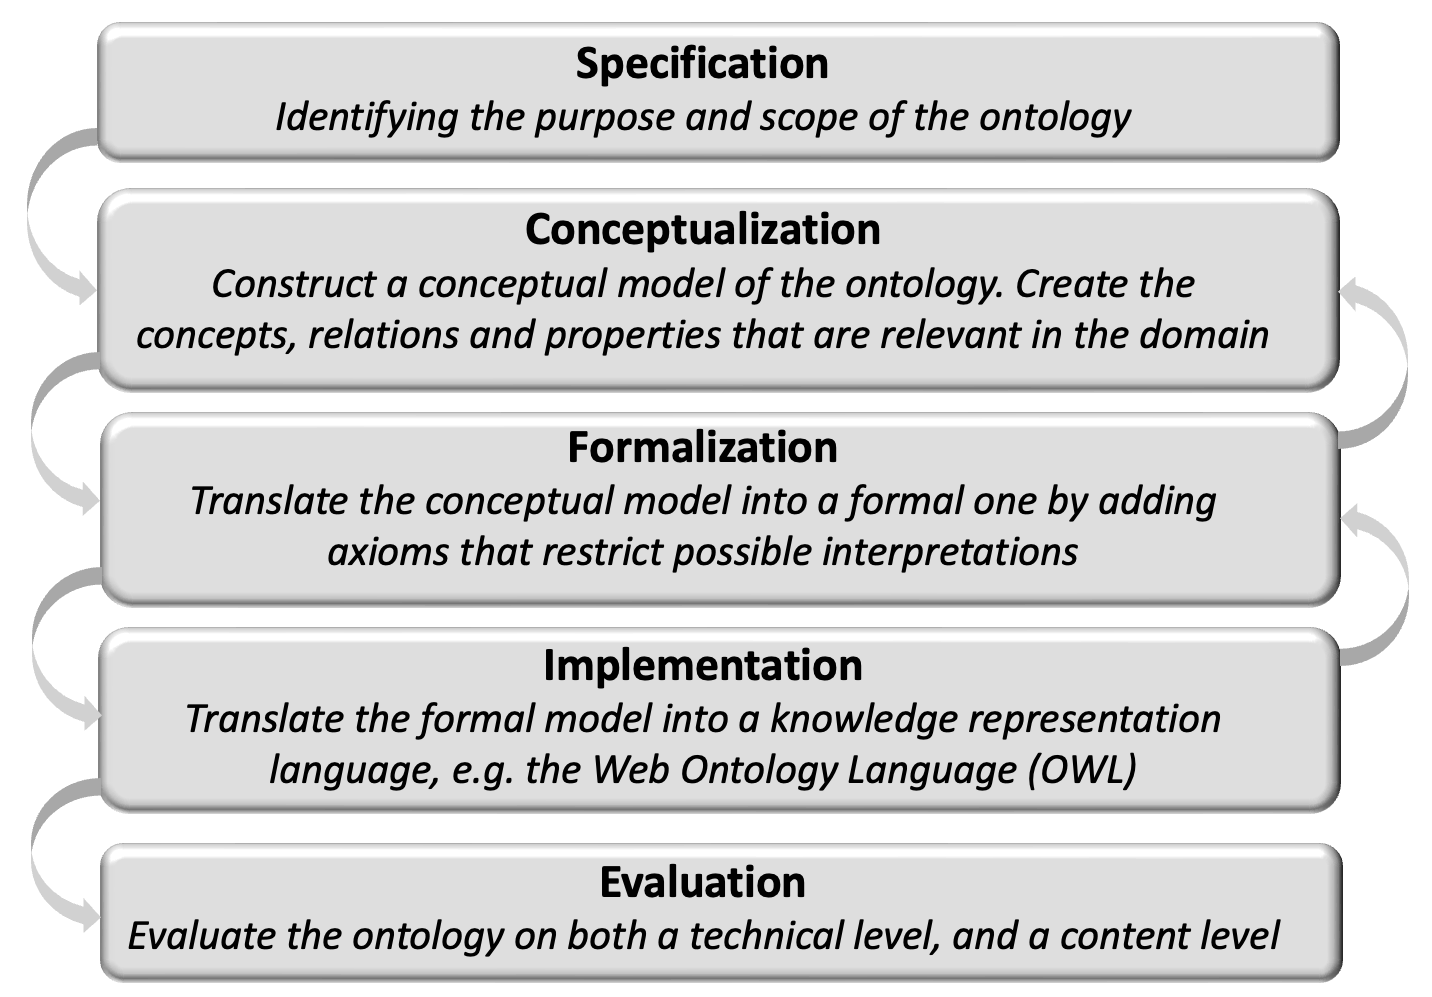 Specification
Identifying the purpose and scope of the ontology
Conceptualization
Construct a conceptual model of the ontology. Create the
concepts, relations and properties that are relevant in the domain
Formalization
Translate the conceptual model into a formal one by adding
axioms that restrict possible interpretations
Implementation
Translate the formal model into a knowledge representation
language, e.g. the Web Ontology Language (OWL)
Evaluation
Evaluate the ontology on both a technical level, and a content level